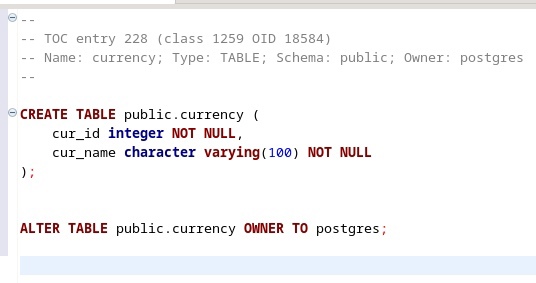 --
-- TOC entry 228 (class 1259 OID 18584)
-- Name: currency; Type: TABLE; Schema: public; Owner: postgres
--
CREATE TABLE public.currency (
    cur_id integer NOT NULL,
    cur_name character varying(100) NOT NULL
);
ALTER TABLE public.currency OWNER TO postgres;